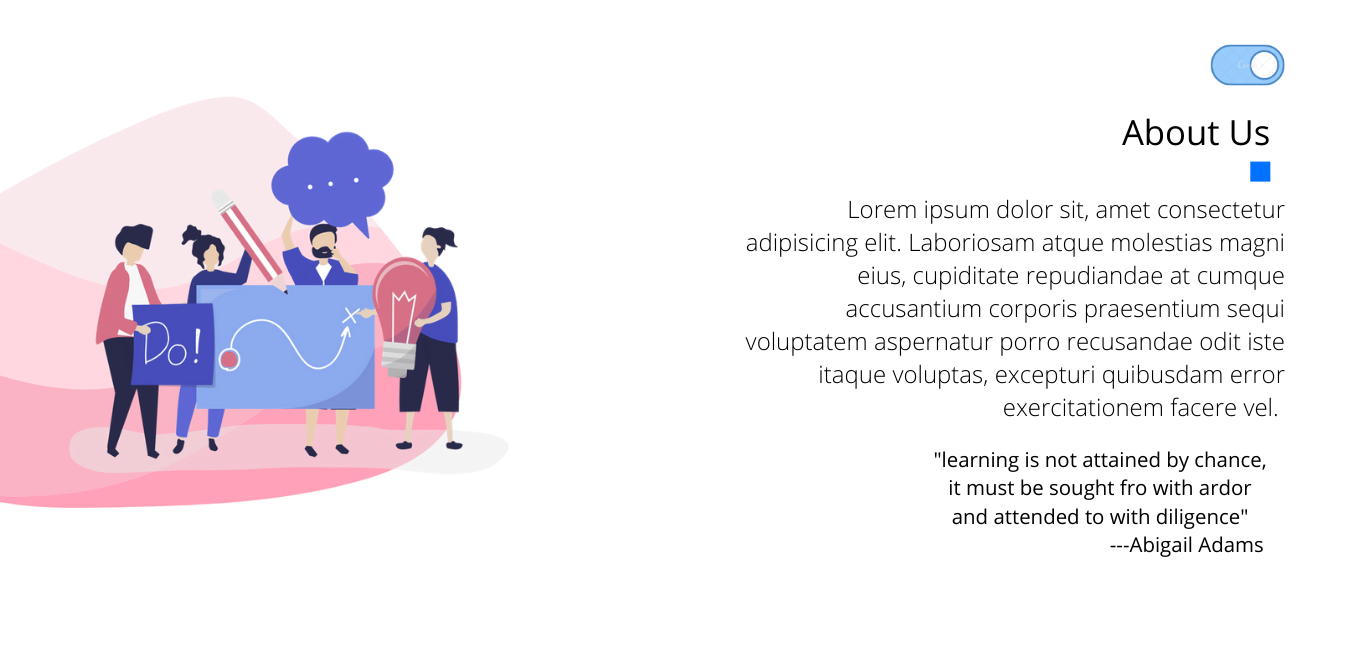 About Us
Lorem ipsum dolor sit, amet consectetur
adipisicing elit. Laboriosam atque molestias magni
eius, cupiditate repudiandae at cumque
accusantium corporis praesentium sequi
voluptatem aspernatur porro recusandae odit iste
itaque voluptas, excepturi quibusdam error
exercitationem facere vel.
Do!
"learning is not attained by chance,
it must be sought fro with ardor
and attended to with diligence"
---Abigail Adams